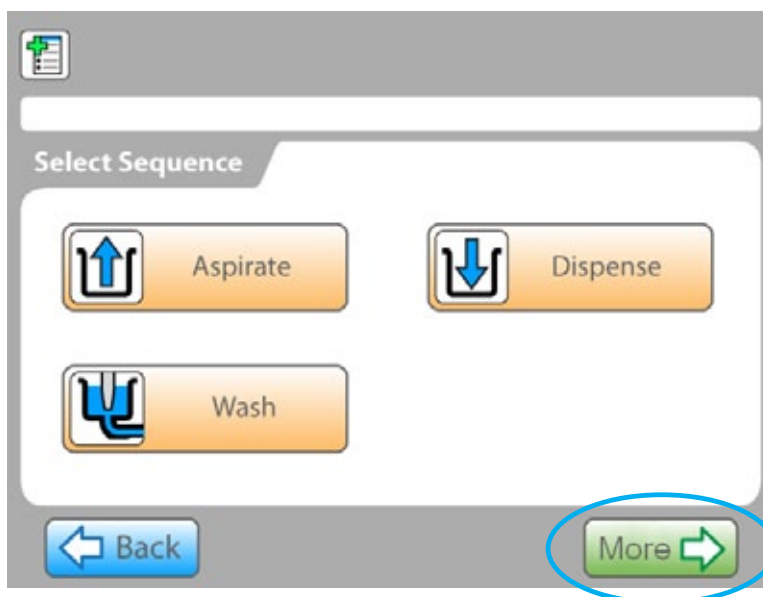 Select Sequence
Aspirate
Dispense
Wash
Back
More